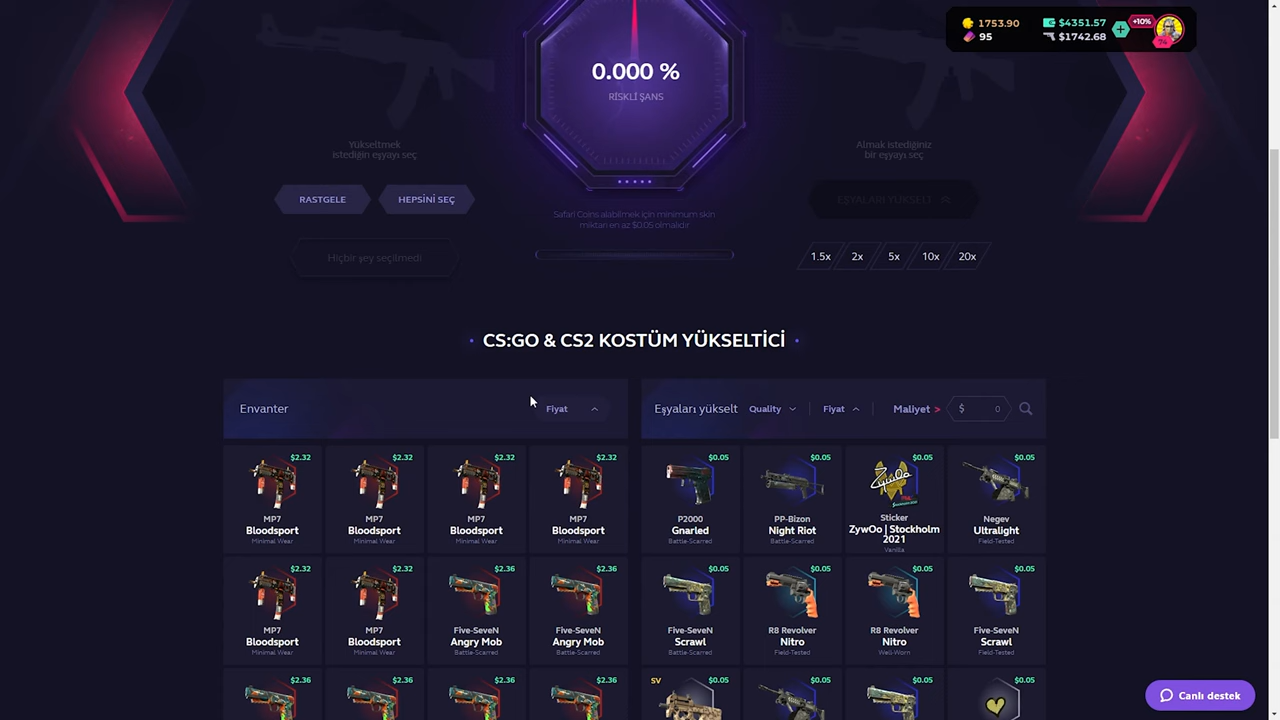 1753.90
95
$4351.57
$1742.68
+10%
74
0.000 %
RİSKLİ ŞANS
Yükseltmek
istediğin eşyayı seç
Almak istediğiniz
bir eşyayı seç
RASTGELE
HEPSİNİ SEÇ
EŞYALARI YÜKSELT
Safari Coins alabilmek için minimum skin
miktarı en az $0.05 olmalıdır
Hiçbir şey seçilmedi
1.5x
2x
5x
10x
20x
CS:GO & CS2 KOSTÜM YÜKSELTİCİ
Envanter
Fiyat
Eşyaları yükselt
Quality
Fiyat
Maliyet >
$ 0
$2.32
MP7
Bloodsport
Minimal Wear
$2.32
MP7
Bloodsport
Minimal Wear
$2.32
MP7
Bloodsport
Minimal Wear
$2.32
MP7
Bloodsport
Minimal Wear
$0.05
P2000
Gnarled
Battle-Scarred
$0.05
PP-Bizon
Night Riot
Battle-Scarred
$0.05
Sticker
ZywOo | Stockholm
2021
Vanilla
$0.05
Negev
Ultralight
Field-Tested
$2.32
MP7
Bloodsport
Minimal Wear
$2.32
MP7
Bloodsport
Minimal Wear
$2.36
Five-SeveN
Angry Mob
Battle-Scarred
$2.36
Five-SeveN
Angry Mob
Battle-Scarred
$0.05
Five-SeveN
Scrawl
Battle-Scarred
$0.05
R8 Revolver
Nitro
Field-Tested
$0.05
R8 Revolver
Nitro
Well-Worn
$0.05
Five-SeveN
Scrawl
Field-Tested
$2.36
$2.36
$2.36
$2.36
SV
$0.05
$0.05
$0.05
$0.05
Canlı destek